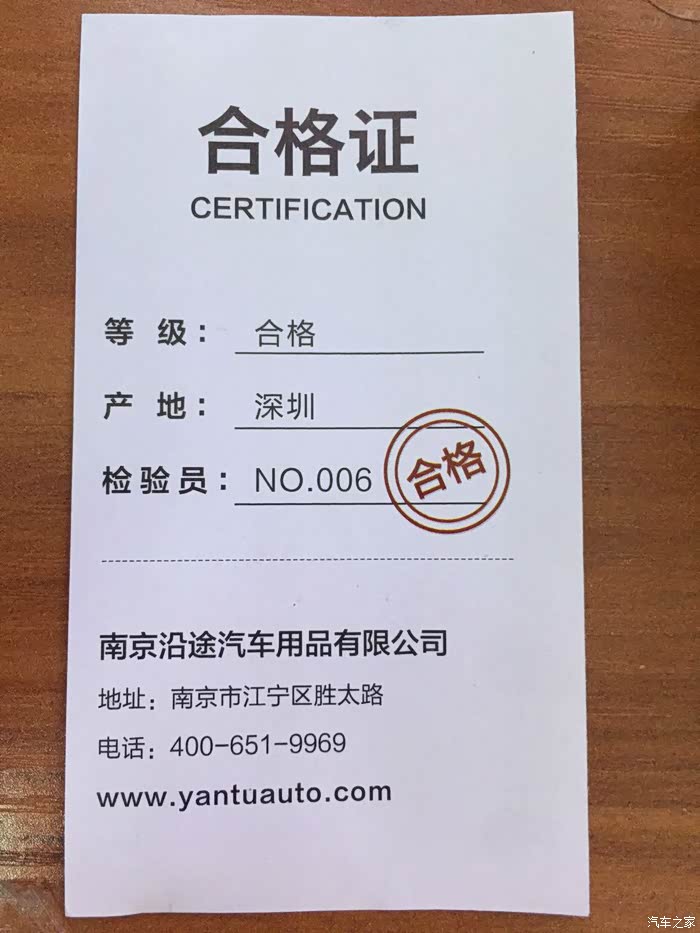 合格证
CERTIFICATION
等 级： 合格
产 地： 深圳
检验员： NO.006
合格
南京沿途汽车用品有限公司
地址：南京市江宁区胜太路
电话：400-651-9969
www.yantuauto.com
汽车之家